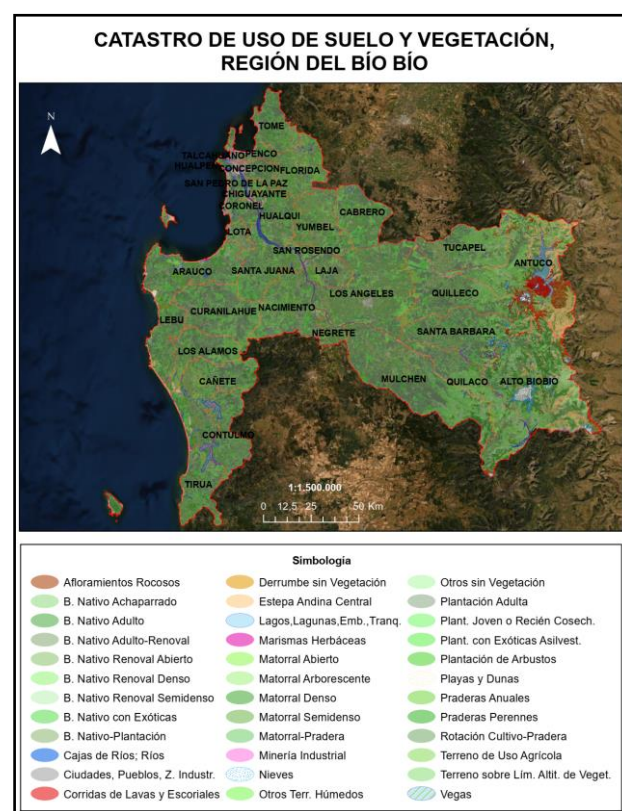 CATASTRO DE USO DE SUELO Y VEGETACIÓN,
REGIÓN DEL BÍO BÍO
N
TOME
TALCAHUANO
PENCO
HUALPEN
CONCEPCION
FLORIDA
SAN PEDRO DE LA PAZ
CHIGUAYANTE
CORONEL
CABRERO
HUALQUI
LOTA
YUMBEL
TUCAPEL
SAN ROSENDO
ANTUCO
ARAUCO
SANTA JUANA
LAJA
LOS ANGELES
QUILLECO
CURANILAHUE
NACIMIENTO
LEBU
NEGRETE
SANTA BARBARA
LOS ALAMOS
CAÑETE
MULCHEN
QUILACO
ALTO BIOBIO
CONTULMO
TIRUA
1:1.500.000
0 12,5 25 50 Km
Simbología
Afloramientos Rocosos
B. Nativo Achaparrado
B. Nativo Adulto
B. Nativo Adulto-Renoval
B. Nativo Renoval Abierto
B. Nativo Renoval Denso
B. Nativo Renoval Semidenso
B. Nativo con Exóticas
B. Nativo-Plantación
Cajas de Ríos; Ríos
Ciudades, Pueblos, Z. Industr.
Corridas de Lavas y Escoriales
Derrumbe sin Vegetación
Estepa Andina Central
Lagos,Lagunas,Emb.,Tranq.
Marismas Herbáceas
Matorral Abierto
Matorral Arborescente
Matorral Denso
Matorral Semidenso
Matorral-Pradera
Minería Industrial
Nieves
Otros Terr. Húmedos
Otros sin Vegetación
Plantación Adulta
Plant. Joven o Recién Cosech.
Plant. con Exóticas Asilvest.
Plantación de Arbustos
Playas y Dunas
Praderas Anuales
Praderas Perennes
Rotación Cultivo-Pradera
Terreno de Uso Agrícola
Terreno sobre Lím. Altit. de Veget.
Vegas